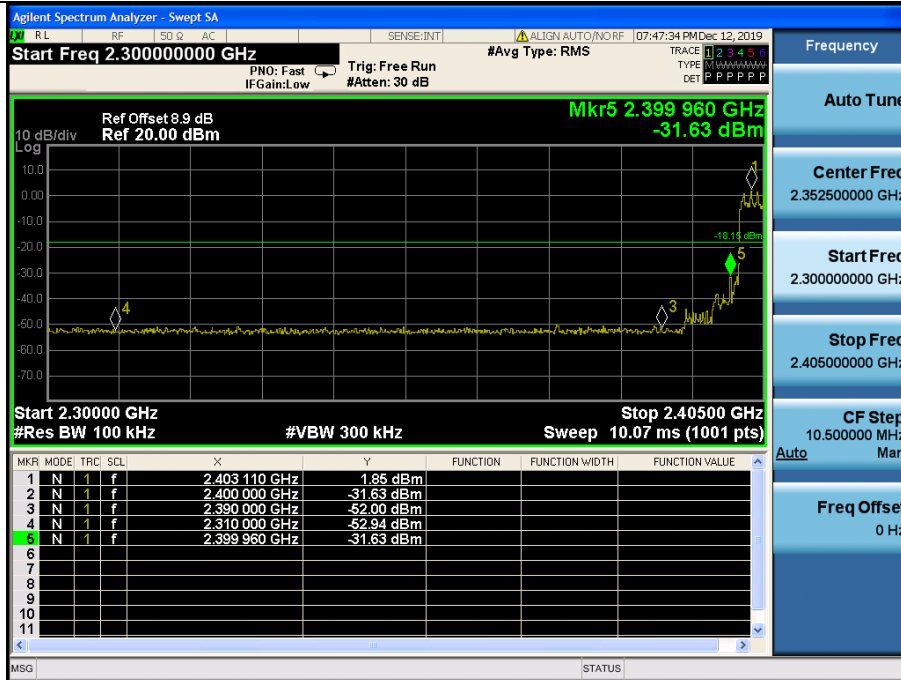 Agilent Spectrum Analyzer - Swept SA
LXI RL RF 50 Ω AC SENSE:INT ALIGN AUTO/NO RF 07:47:34 PM Dec 12, 2019
Start Freq 2.300000000 GHz
PNO: Fast
IFGain:Low
Trig: Free Run
#Atten: 30 dB
#Avg Type: RMS
TRACE 1 2 3 4 5 6
TYPE M WWWWW
DET P P P P P P
Frequency
Auto Tune
Center Freq
2.352500000 GHz
Start Freq
2.300000000 GHz
Stop Freq
2.405000000 GHz
CF Step
10.500000 MHz
Auto Man
Freq Offset
0 Hz
Mkr5 2.399 960 GHz
-31.63 dBm
Ref Offset 8.9 dB
10 dB/div Ref 20.00 dBm
Log
10.0
0.00
-10.0
-20.0
-30.0
-40.0
-50.0
-60.0
-70.0
1
-18.15 dBm
5
4
3
Start 2.30000 GHz Stop 2.40500 GHz
#Res BW 100 kHz #VBW 300 kHz Sweep 10.07 ms (1001 pts)
MKR MODE TRC SCL X Y FUNCTION FUNCTION WIDTH FUNCTION VALUE
1 N 1 f 2.403 110 GHz 1.85 dBm
2 N 1 f 2.400 000 GHz -31.63 dBm
3 N 1 f 2.390 000 GHz -52.00 dBm
4 N 1 f 2.310 000 GHz -52.94 dBm
5 N 1 f 2.399 960 GHz -31.63 dBm
6
7
8
9
10
11
MSG STATUS